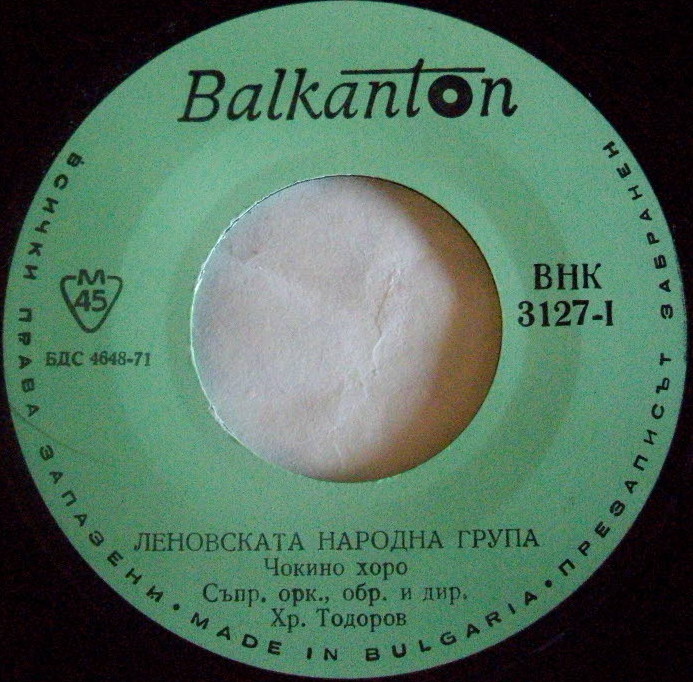 Balkanton
ВСИЧКИ ПРАВА ЗАПАЗЕНИ • MADE IN BULGARIA • ПРЕЗАПИСЪТ ЗАБРАНЕН
М
45
БДС 4648-71
ВНК
3127-I
ЛЕНОВСКАТА НАРОДНА ГРУПА
Чокино хоро
Съпр. орк., обр. и дир.
Хр. Тодоров